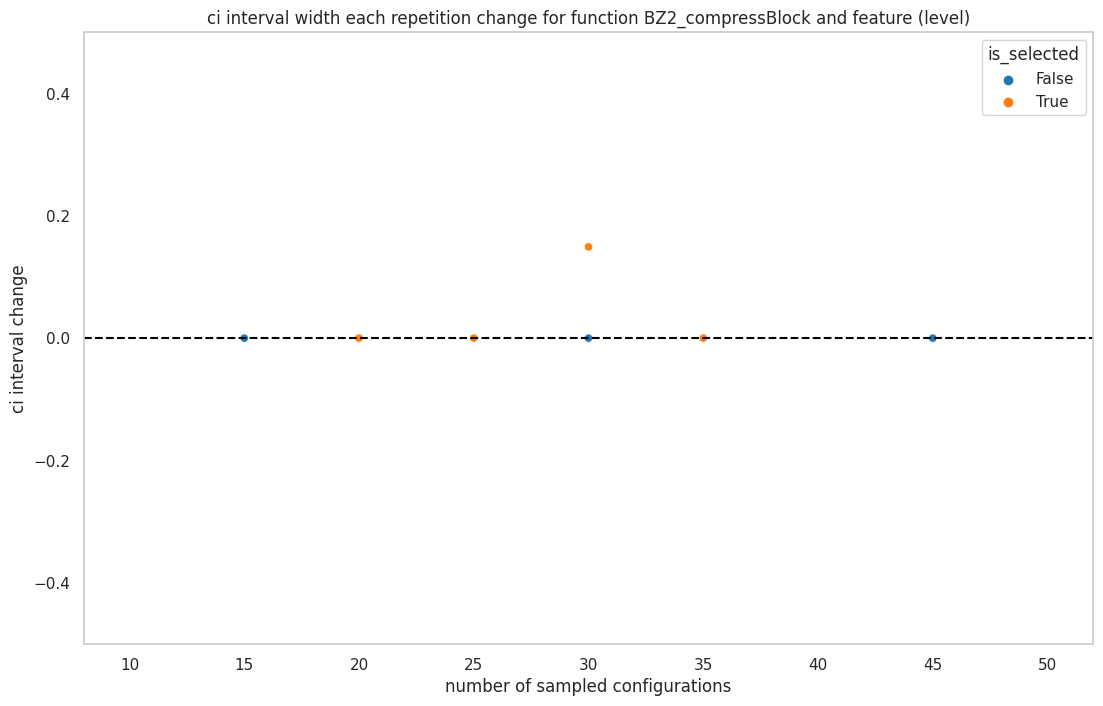 ci interval width each repetition change for function BZ2_compressBlock and feature (level)
is_selected
False
True
ci interval change
0.4
0.2
0.0
−0.2
−0.4
10 15 20 25 30 35 40 45 50
number of sampled configurations